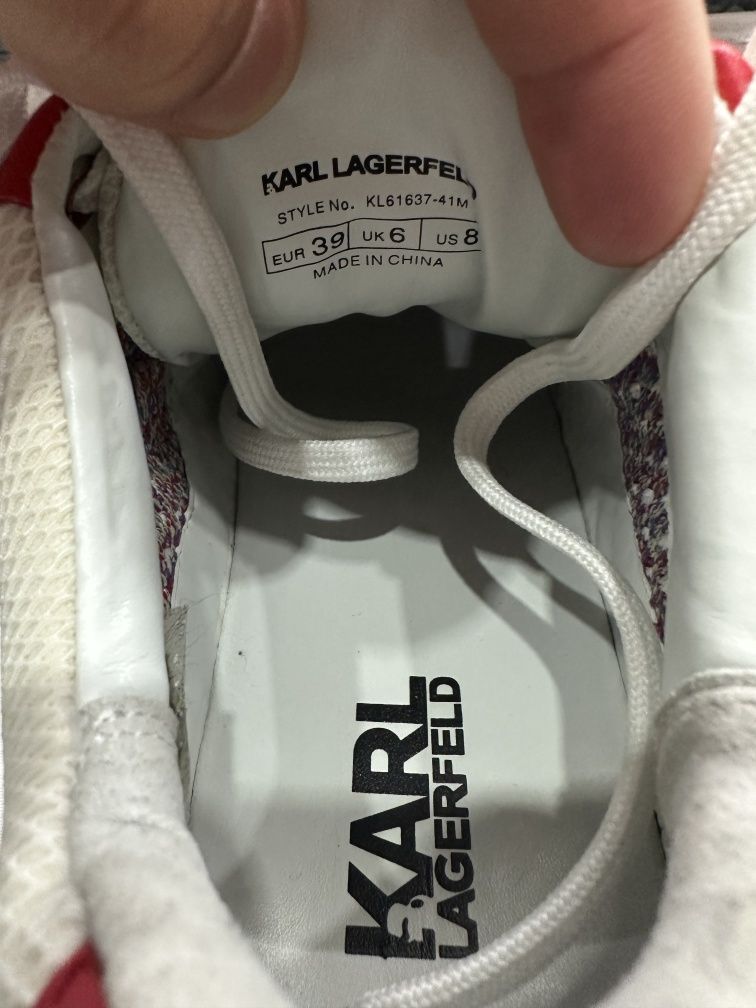 KARL LAGERFELD
STYLE No. KL61637-41M
EUR 39 UK 6 US 8
MADE IN CHINA
KARL
LAGERFELD